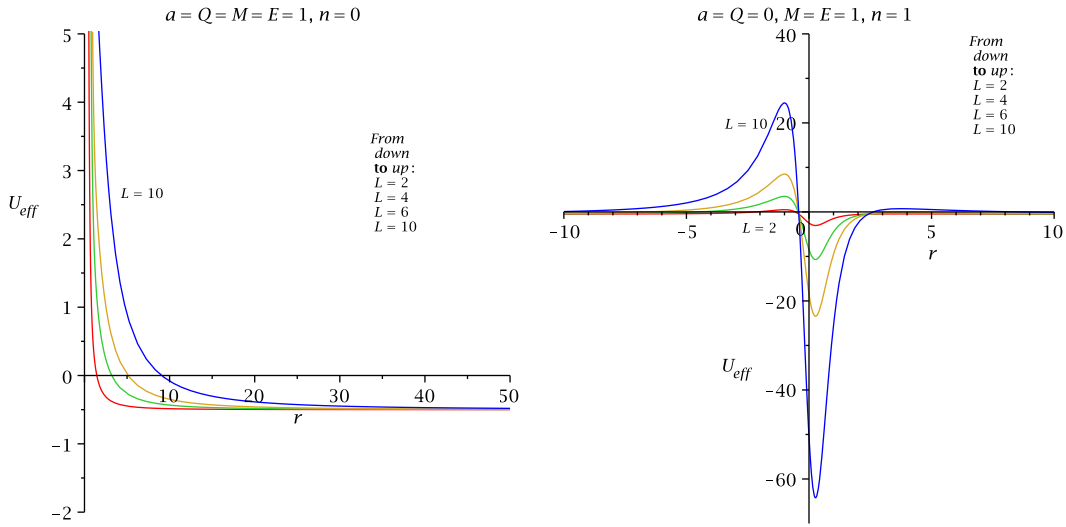 a = Q = M = E = 1, n = 0
5
4
3
2
1
0
−1
−2
U_eff
L = 10
From
down
to up:
L = 2
L = 4
L = 6
L = 10
10
20
30
40
50
r
a = Q = 0, M = E = 1, n = 1
40
20
−20
−40
−60
U_eff
L = 10
L = 2
From
down
to up:
L = 2
L = 4
L = 6
L = 10
−10
−5
0
5
10
r